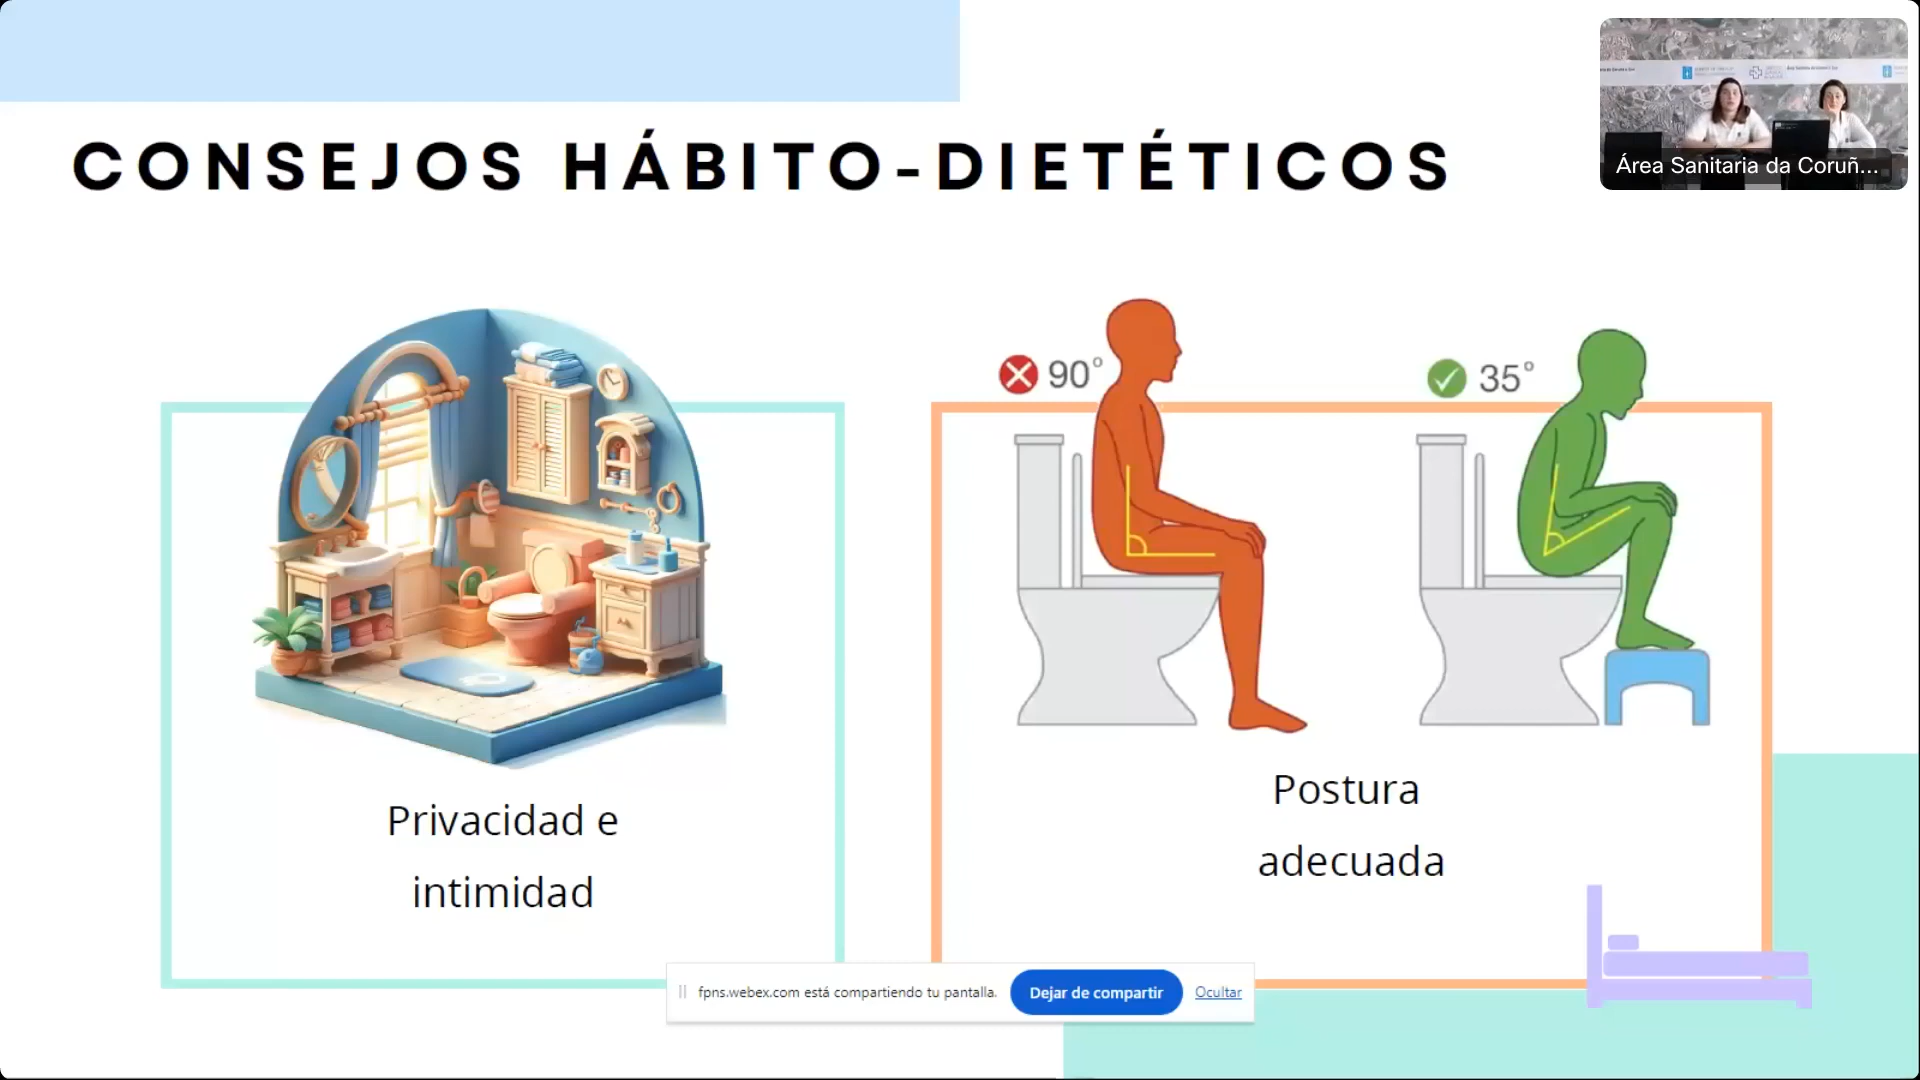 CONSEJOS HÁBITO-DIETÉTICOS
Área Sanitaria da Coruñ...
90°
35°
Privacidad e
intimidad
Postura
adecuada
fpns.webex.com está compartiendo tu pantalla.
Dejar de compartir
Ocultar